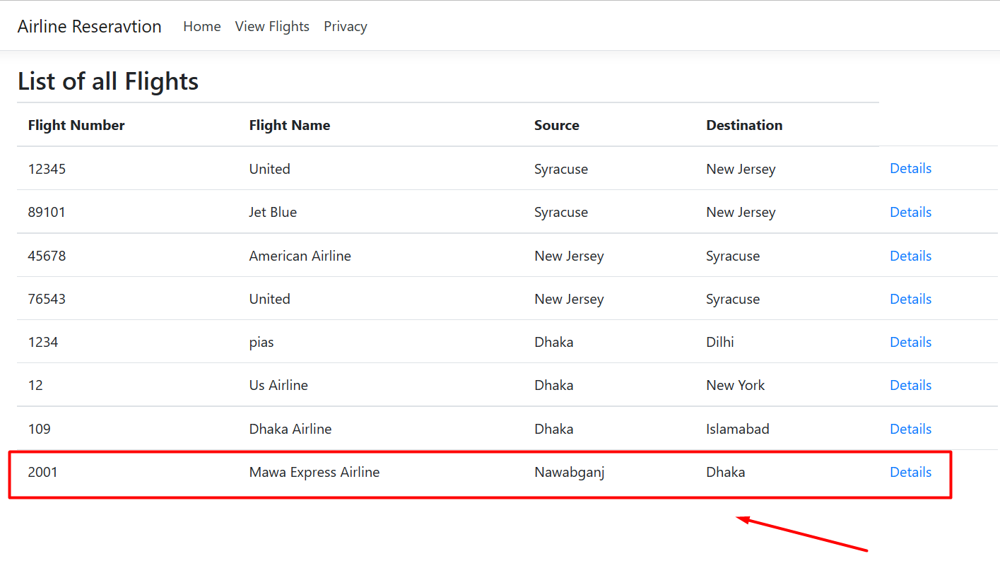 Airline Reseravtion Home View Flights Privacy
List of all Flights
Flight Number Flight Name Source Destination
12345 United Syracuse New Jersey Details
89101 Jet Blue Syracuse New Jersey Details
45678 American Airline New Jersey Syracuse Details
76543 United New Jersey Syracuse Details
1234 pias Dhaka Dilhi Details
12 Us Airline Dhaka New York Details
109 Dhaka Airline Dhaka Islamabad Details
2001 Mawa Express Airline Nawabganj Dhaka Details